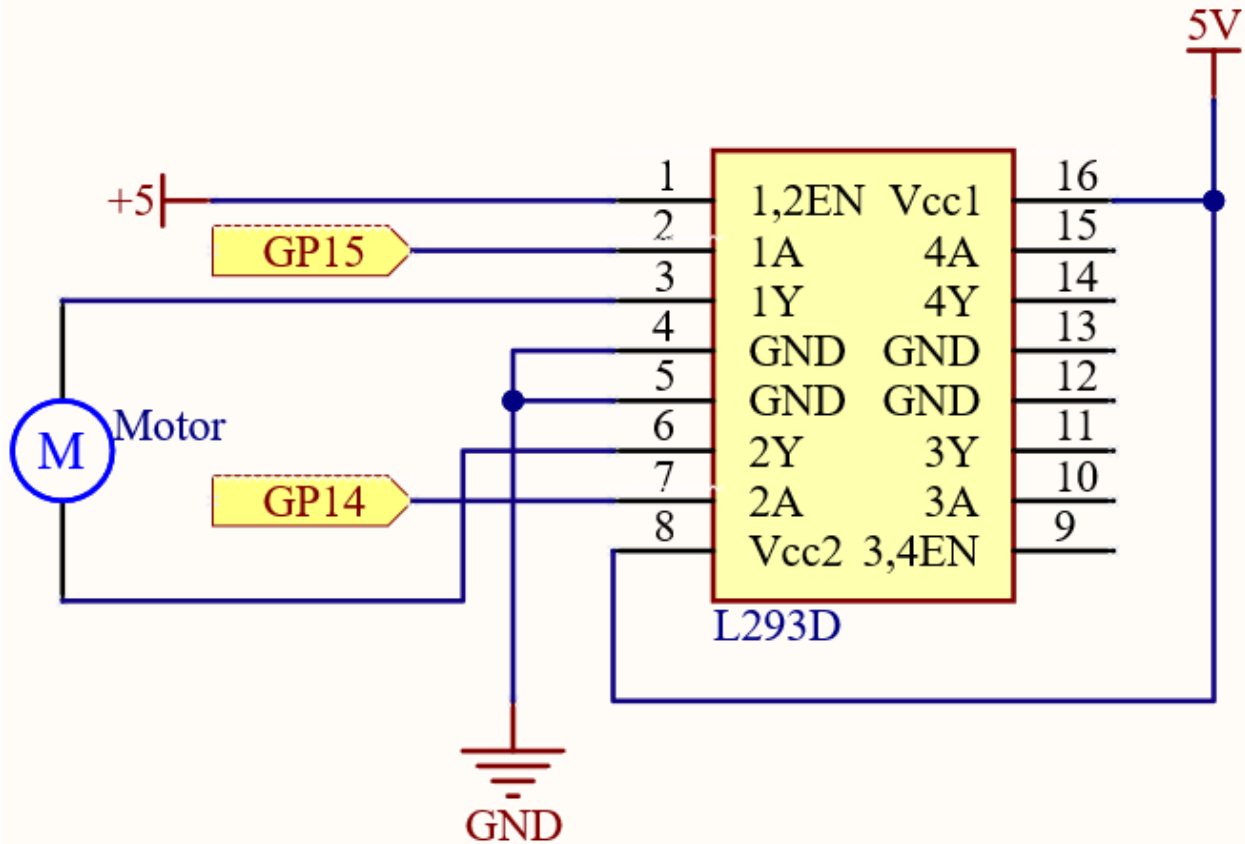 5V
+5
1
1,2EN
Vcc1
16
GP15
2
1A
4A
15
3
1Y
4Y
14
4
GND
GND
13
5
GND
GND
12
Motor
M
6
2Y
3Y
11
GP14
7
2A
3A
10
8
Vcc2
3,4EN
9
L293D
GND